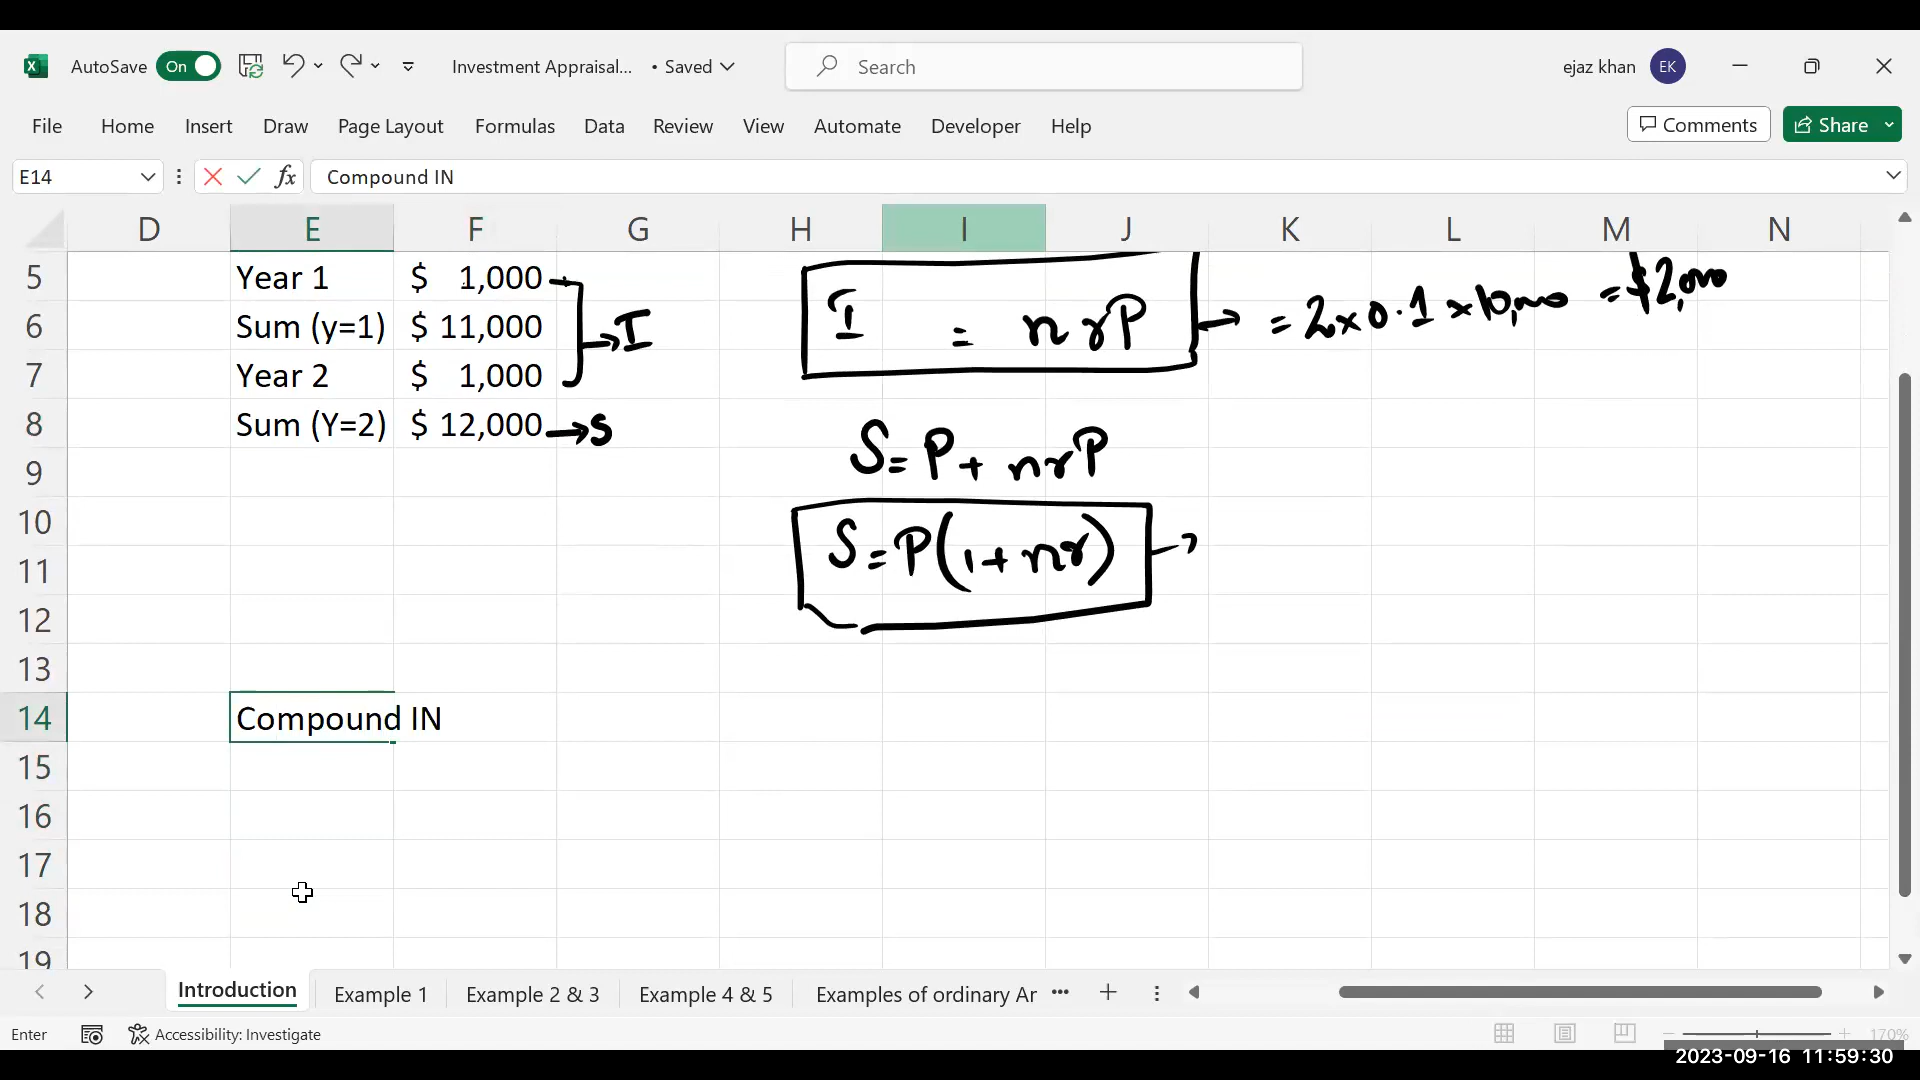 AutoSave On Investment Appraisal... • Saved Search ejaz khan EK
File Home Insert Draw Page Layout Formulas Data Review View Automate Developer Help Comments Share
E14 fx Compound IN
D E F G H I J K L M N
5 Year 1 $ 1,000
6 Sum (y=1) $ 11,000
7 Year 2 $ 1,000
8 Sum (Y=2) $ 12,000
9
10
11
12
13
14 Compound IN
15
16
17
18
19
→I
→S
I = nrP → = 2×0.1×10,000 = $2,000
S = P + nrP
S = P(1+nr) →
Introduction Example 1 Example 2 & 3 Example 4 & 5 Examples of ordinary Ar ...
Enter Accessibility: Investigate 170%
2023-09-16 11:59:30